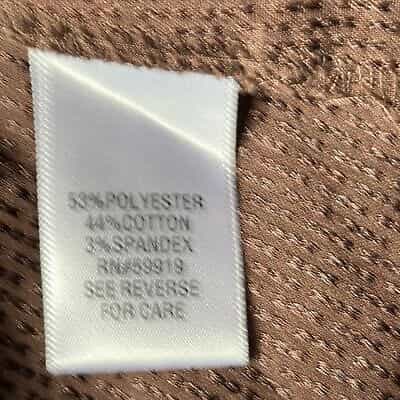 53%POLYESTER
44%COTTON
3%SPANDEX
RN#59919
SEE REVERSE
FOR CARE